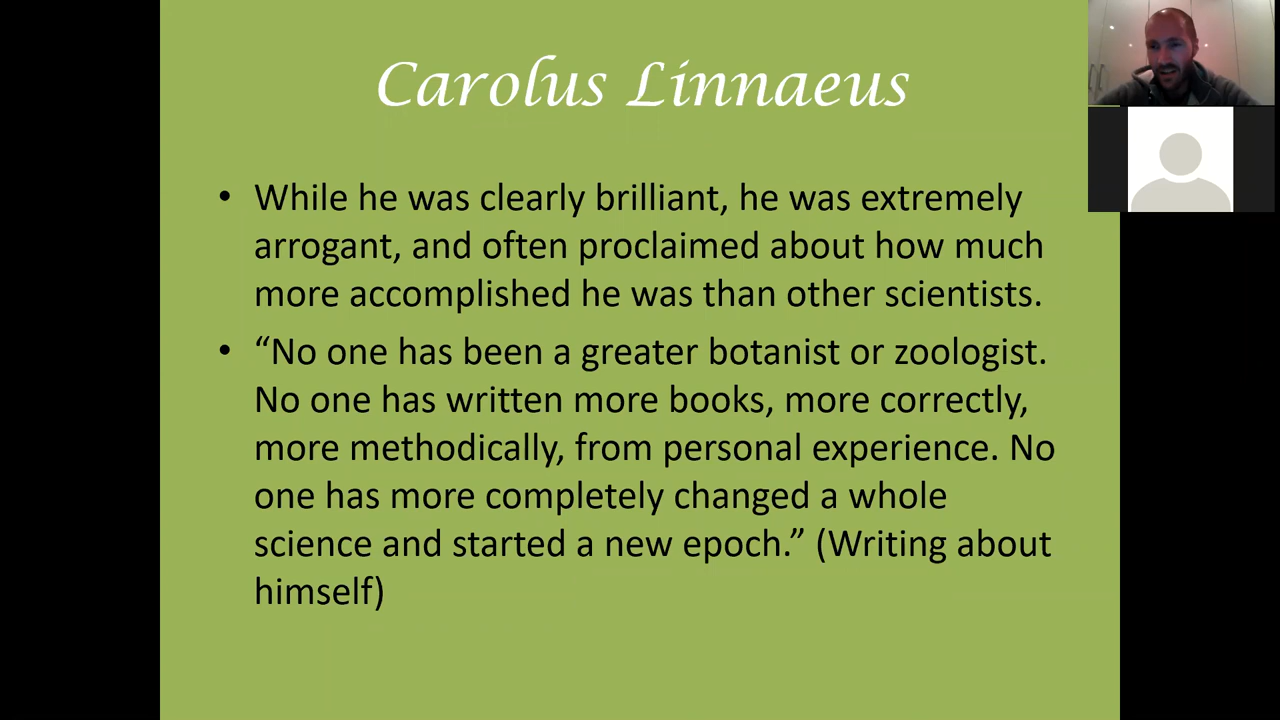 Carolus Linnaeus
• While he was clearly brilliant, he was extremely
arrogant, and often proclaimed about how much
more accomplished he was than other scientists.
• “No one has been a greater botanist or zoologist.
No one has written more books, more correctly,
more methodically, from personal experience. No
one has more completely changed a whole
science and started a new epoch.” (Writing about
himself)